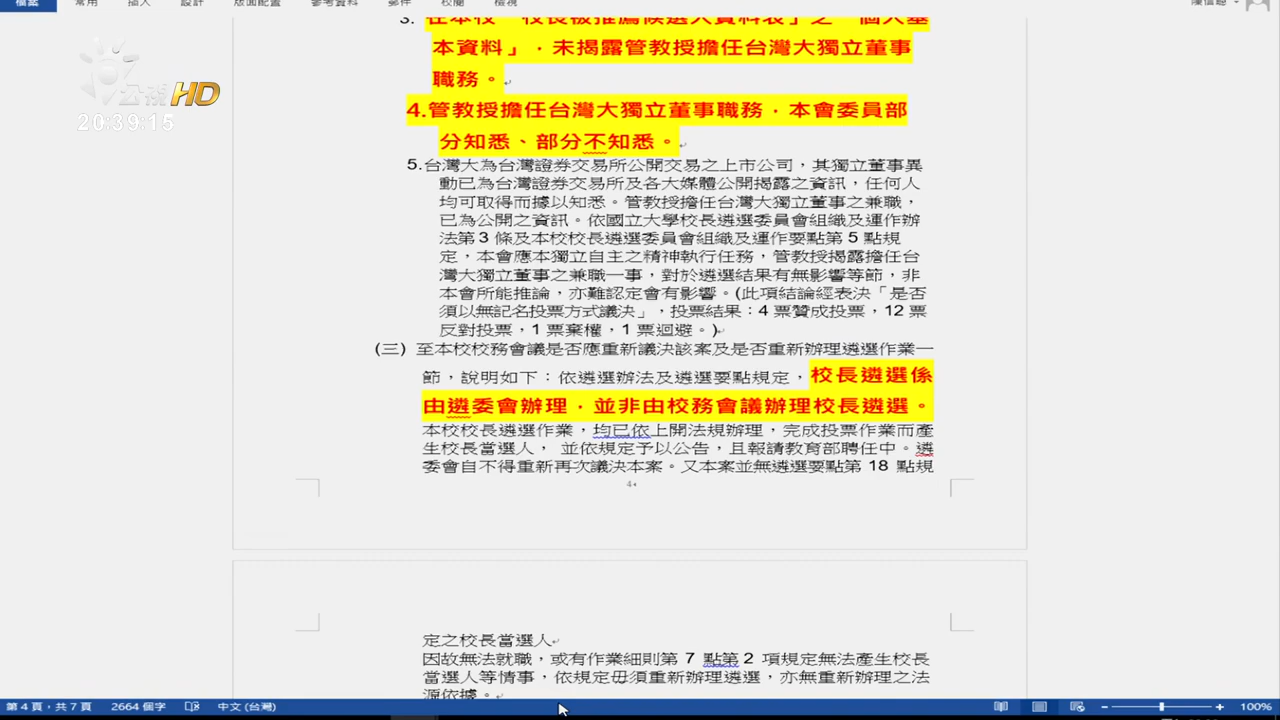 檔案 常用 插入 設計 版面配置 參考資料 郵件 校閱 檢視 陳信聰
公視HD
20:39:15
3. 在本校「校長被推薦候選人資料表」之「個人基
本資料」，未揭露管教授擔任台灣大獨立董事
職務。
4.管教授擔任台灣大獨立董事職務，本會委員部
分知悉、部分不知悉。
5.台灣大為台灣證券交易所公開交易之上市公司，其獨立董事異
動已為台灣證券交易所及各大媒體公開揭露之資訊，任何人
均可取得而據以知悉。管教授擔任台灣大獨立董事之兼職，
已為公開之資訊。依國立大學校長遴選委員會組織及運作辦
法第 3 條及本校校長遴選委員會組織及運作要點第 5 點規
定，本會應本獨立自主之精神執行任務，管教授揭露擔任台
灣大獨立董事之兼職一事，對於遴選結果有無影響等節，非
本會所能推論，亦難認定會有影響。(此項結論經表決「是否
須以無記名投票方式議決」，投票結果：4 票贊成投票，12 票
反對投票，1 票棄權，1 票迴避。)
(三) 至本校校務會議是否應重新議決該案及是否重新辦理遴選作業一
節，說明如下：依遴選辦法及遴選要點規定，校長遴選係
由遴委會辦理，並非由校務會議辦理校長遴選。
本校校長遴選作業，均已依上開法規辦理，完成投票作業而產
生校長當選人， 並依規定予以公告，且報請教育部聘任中。遴
委會自不得重新再次議決本案。又本案並無遴選要點第 18 點規
4
定之校長當選人
因故無法就職，或有作業細則第 7 點第 2 項規定無法產生校長
當選人等情事，依規定毋須重新辦理遴選，亦無重新辦理之法
源依據。
第 4 頁，共 7 頁 2664 個字 中文 (台灣) 100%